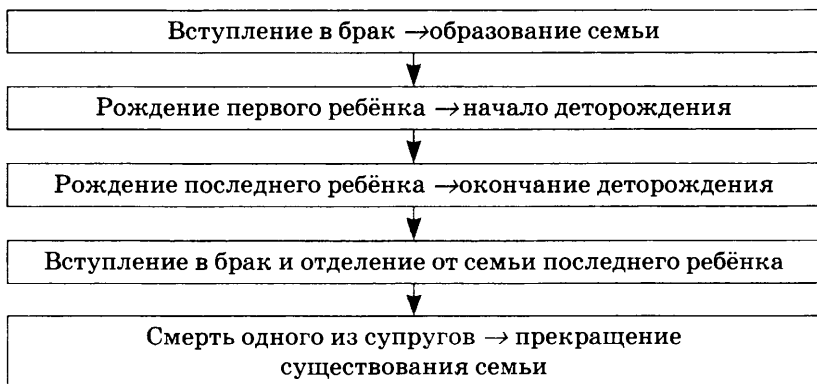 Вступление в брак →образование семьи
Рождение первого ребёнка →начало деторождения
Рождение последнего ребёнка →окончание деторождения
Вступление в брак и отделение от семьи последнего ребёнка
Смерть одного из супругов → прекращение
существования семьи